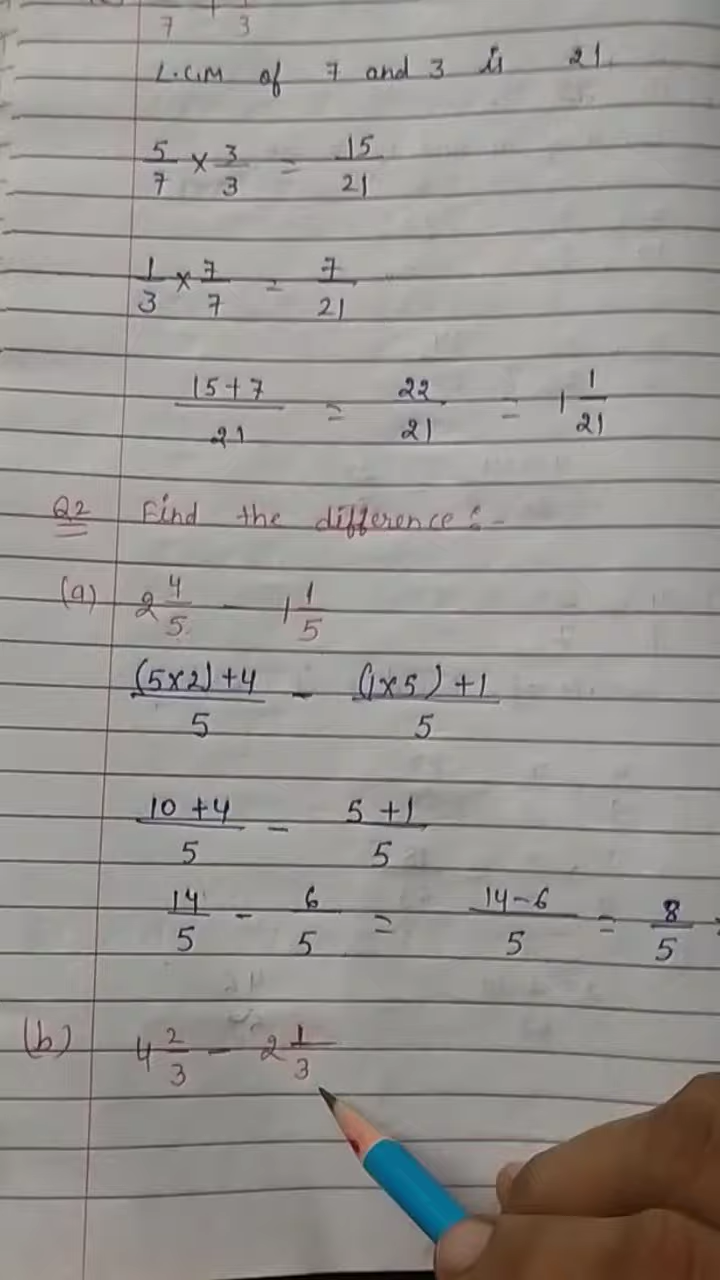 7 + 3
L.C.M of 7 and 3 is 21
5/7 × 3/3 = 15/21
1/3 × 7/7 = 7/21
15+7/21 = 22/21 = 1 1/21
Q2 Find the difference:-
(a) 2 4/5 - 1 1/5
(5×2)+4/5 - (1×5)+1/5
10+4/5 - 5+1/5
14/5 - 6/5 = 14-6/5 = 8/5
(b) 4 2/3 - 2 1/3